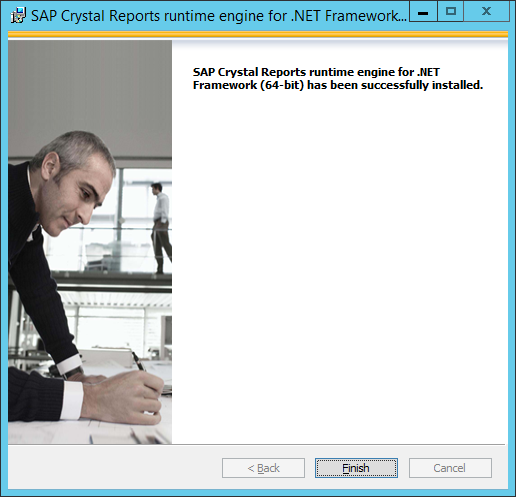 SAP Crystal Reports runtime engine for .NET Framework...
SAP Crystal Reports runtime engine for .NET
Framework (64-bit) has been successfully installed.
< Back
Finish
Cancel